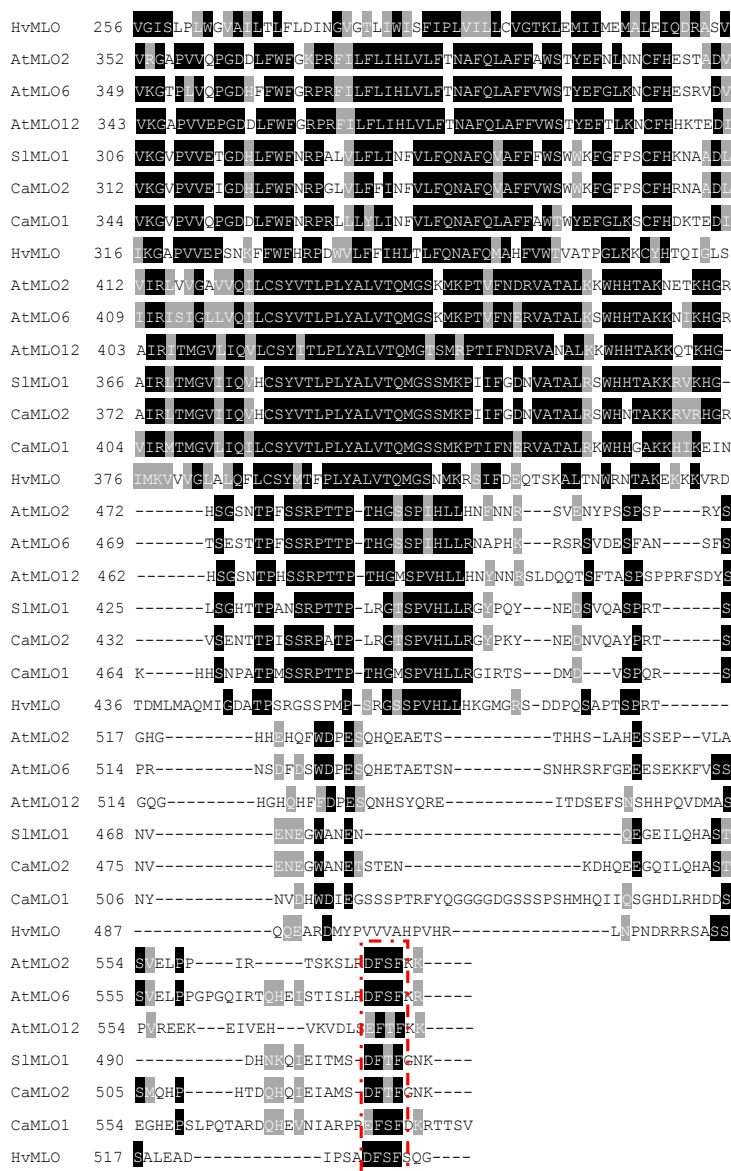 HvMLO 256 VGISLPLWGVAILTLFLDINGVGTLIWISFIPLVILLCVGTKLEMIIMEMALEIQDRASV
AtMLO2 352 VRGAPVVQPGDDLFWFGKPRFILFLIHLVLFTNAFQLAFFAWSTYEFNLNNCFHESTADV
AtMLO6 349 VKGTPLVQPGDHFFWFGRPRFILFLIHLVLFTNAFQLAFFVWSTYEFGLKNCFHESRVDV
AtMLO12 343 VKGAPVVEPGDDLFWFGRPRFILFLIHLVLFTNAFQLAFFVWSTYEFTLKNCFHHKTEDI
SlMLO1 306 VKGVPVVETGDHLFWFNRPALVLFLINFVLFQNAFQVAFFFWSWWKFGFPSCFHKNAADL
CaMLO2 312 VKGVPVVEIGDHLFWFNRPGLVLFFINFVLFQNAFQVAFFVWSWWKFGFPSCFHRNAADL
CaMLO1 344 VKGVPVVQPGDDLFWFNRPRLLLYLINFVLFQNAFQLAFFAWTWYEFGLKSCFHDKTEDI
HvMLO 316 IKGAPVVEPSNKFFWFHRPDWVLFFIHLTLFQNAFQMAHFVWTVATPGLKKCYHTQIGLS
AtMLO2 412 VIRLVVGAVVQILCSYVTLPLYALVTQMGSKMKPTVFNDRVATALKKWHHTAKNETKHGR
AtMLO6 409 IIRISIGLLVQILCSYVTLPLYALVTQMGSKMKPTVFNERVATALKSWHHTAKKNIKHGR
AtMLO12 403 AIRITMGVLIQVLCSYITLPLYALVTQMGTSMRPTIFNDRVANALKKWHHTAKKQTKHG-
SlMLO1 366 AIRLTMGVIIQVHCSYVTLPLYALVTQMGSSMKPIIFGDNVATALRSWHHTAKKRVKHG-
CaMLO2 372 AIRLTMGVIIQVHCSYVTLPLYALVTQMGSSMKPIIFGDNVATALRSWHNTAKKRVRHGR
CaMLO1 404 VIRMTMGVLIQILCSYVTLPLYALVTQMGSSMKPTIFNERVATALRKWHHGAKKHIKEIN
HvMLO 376 IMKVVVGLALQFLCSYMTFPLYALVTQMGSNMKRSIFDEQTSKALTNWRNTAKEKKKVRD
AtMLO2 472 -------HSGSNTPFSSRPTTP-THGSSPIHLLHNFNNR---SVENYPSSPSP---RYS
AtMLO6 469 -------TSESTTPFSSRPTTP-THGSSPIHLLRNAPHK---RSRSVDESFAN---SFS
AtMLO12 462 -------HSGSNTPHSSRPTTP-THGMSPVHLLHNYNNRSLDQQTSFTASPSPPRFSDYS
SlMLO1 425 -------LSGHTTPANSRPTTP-LRGTSPVHLLRGYPQY---NEDSVQASPRT------S
CaMLO2 432 -------VSENTTPISSRPATP-LRGTSPVHLLRGYPKY---NEDNVQAYPRT------S
CaMLO1 464 K----HHSNPATPMSSRPTTP-THGMSPVHLLRGIRTS---DMD---VSPQR------S
HvMLO 436 TDMLMAQMIGDATPSRGSSPMP-SRGSSPVHLLHKGMGRS-DDPQSAPTSPRT-------
AtMLO2 517 GHG---------HHEHQFWDPESQHQEAETS----------THHS-LAHESSEP--VLA
AtMLO6 514 PR----------NSDFDSWDPESQHETAETSN---------SNHRSRFGEEESEKKFVSS
AtMLO12 514 GQG---------HGHQHFFDPESQNHSYQRE----------ITDSEFSNSHHPQVDMAS
SlMLO1 468 NV------------ENEGWANEN--------------------------QEGEILQHAST
CaMLO2 475 NV------------ENEGWANETSTEN------------------KDHQEEGQILQHAST
CaMLO1 506 NY------------NVDHWDIEGSSSPTRFYQGGGGDGSSSPSHMHQIIQSGHDLRHDDS
HvMLO 487 -------------QQEARDMYPVVVAHPVHR------------LNPNDRRRSASS
AtMLO2 554 SVELPP---IR----TSKSLRDFSFKK-----
AtMLO6 555 SVELPPGPGQIRTQHEISTISLRDFSFKR-----
AtMLO12 554 PVREEK---EIVEH---VKVDLSEFTFKK-----
SlMLO1 490 -----------DHNKQIEITMS-DFTFGNK----
CaMLO2 505 SMQHP------HTDQHQIEIAMS-DFTFGNK----
CaMLO1 554 EGHEPSLPQTARDQHEVNIARPREFSFDKRTTSV
HvMLO 517 SALEAD-------------IPSADFSFSQG----